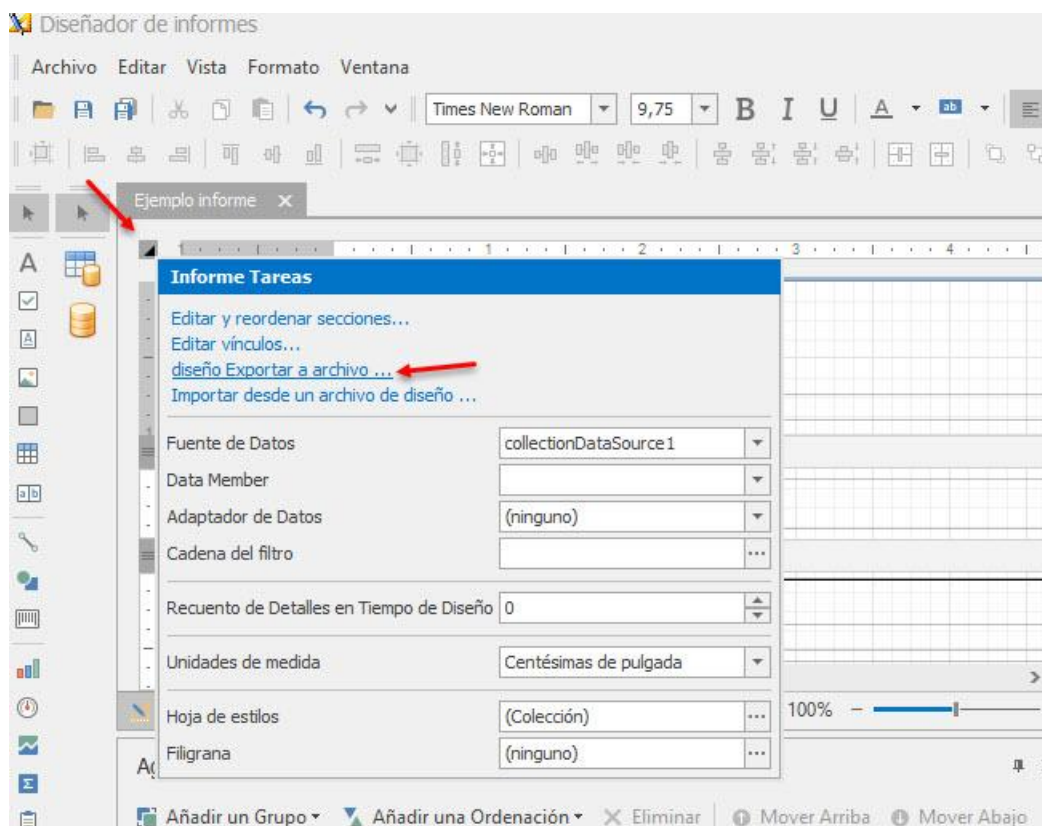 Diseñador de informes
Archivo Editar Vista Formato Ventana
Times New Roman 9,75 B I U A ab
Ejemplo informe
1 1 2 3 4
Informe Tareas
Editar y reordenar secciones...
Editar vínculos...
diseño Exportar a archivo ...
Importar desde un archivo de diseño ...
Fuente de Datos collectionDataSource1
Data Member
Adaptador de Datos (ninguno)
Cadena del filtro
Recuento de Detalles en Tiempo de Diseño 0
Unidades de medida Centésimas de pulgada
Hoja de estilos (Colección)
100%
Filigrana (ninguno)
Añadir un Grupo Añadir una Ordenación Eliminar Mover Arriba Mover Abajo